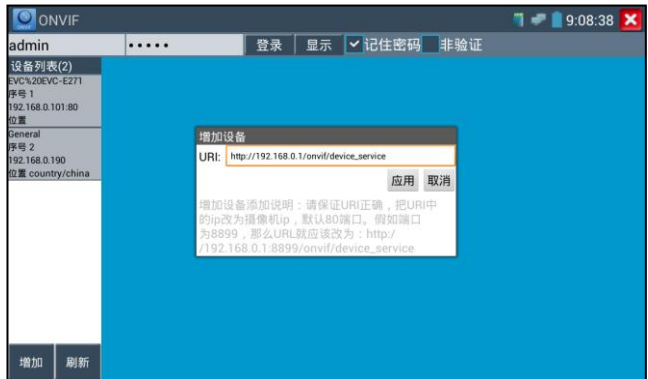 ONVIF
9:08:38
admin
•••••
登录
显示
记住密码
非验证
设备列表(2)
EVC%20EVC-E271
序号 1
192.168.0.101:80
位置
General
序号 2
192.168.0.190
位置 country/china
增加设备
URI: http://192.168.0.1/onvif/device_service
应用 取消
增加设备添加说明：请保证URI正确，把URI中
的ip改为摄像机ip，默认80端口。假如端口
为8899，那么URL就应该改为：http:/
/192.168.0.1:8899/onvif/device_service
增加
刷新